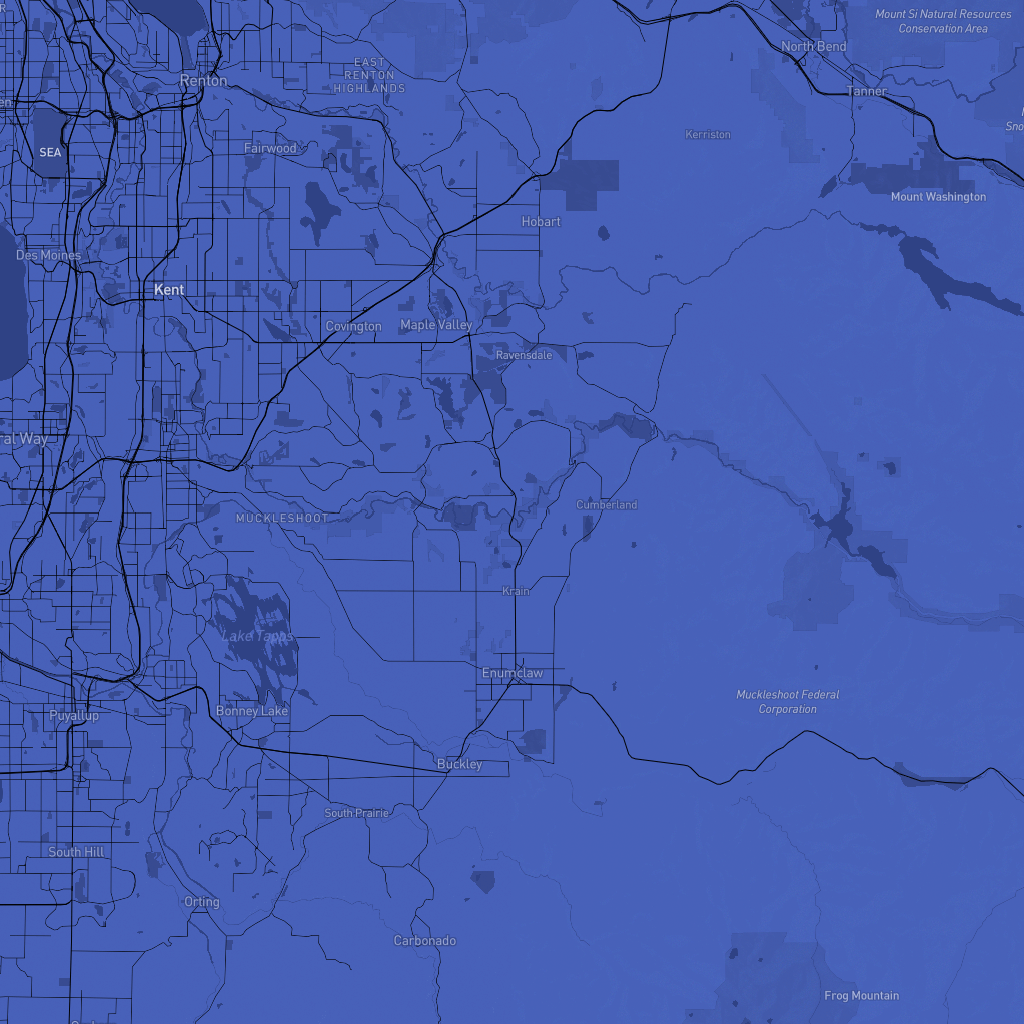 Mount Si Natural Resources
Conservation Area
North Bend
EAST
RENTON
HIGHLANDS
Renton
Tanner
Kerriston
Fairwood
SEA
Mount Washington
Hobart
Des Moines
Kent
Covington
Maple Valley
Ravensdale
ral Way
Cumberland
MUCKLESHOOT
Krain
Lake Tapps
Enumclaw
Muckleshoot Federal
Corporation
Bonney Lake
Puyallup
Buckley
South Prairie
South Hill
Orting
Carbonado
Frog Mountain